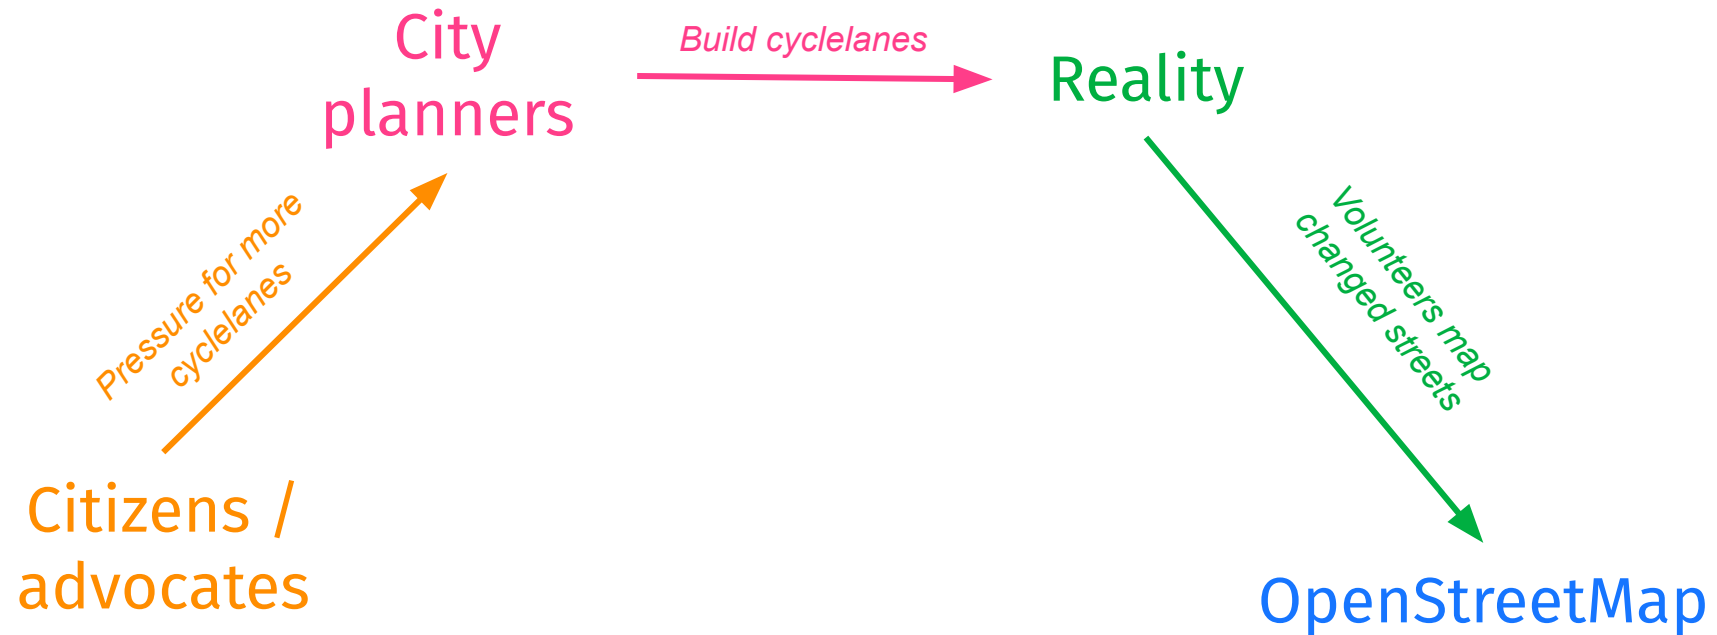 City
planners
Build cyclelanes
Reality
Pressure for more
cyclelanes
Volunteers map
changed streets
Citizens /
advocates
OpenStreetMap